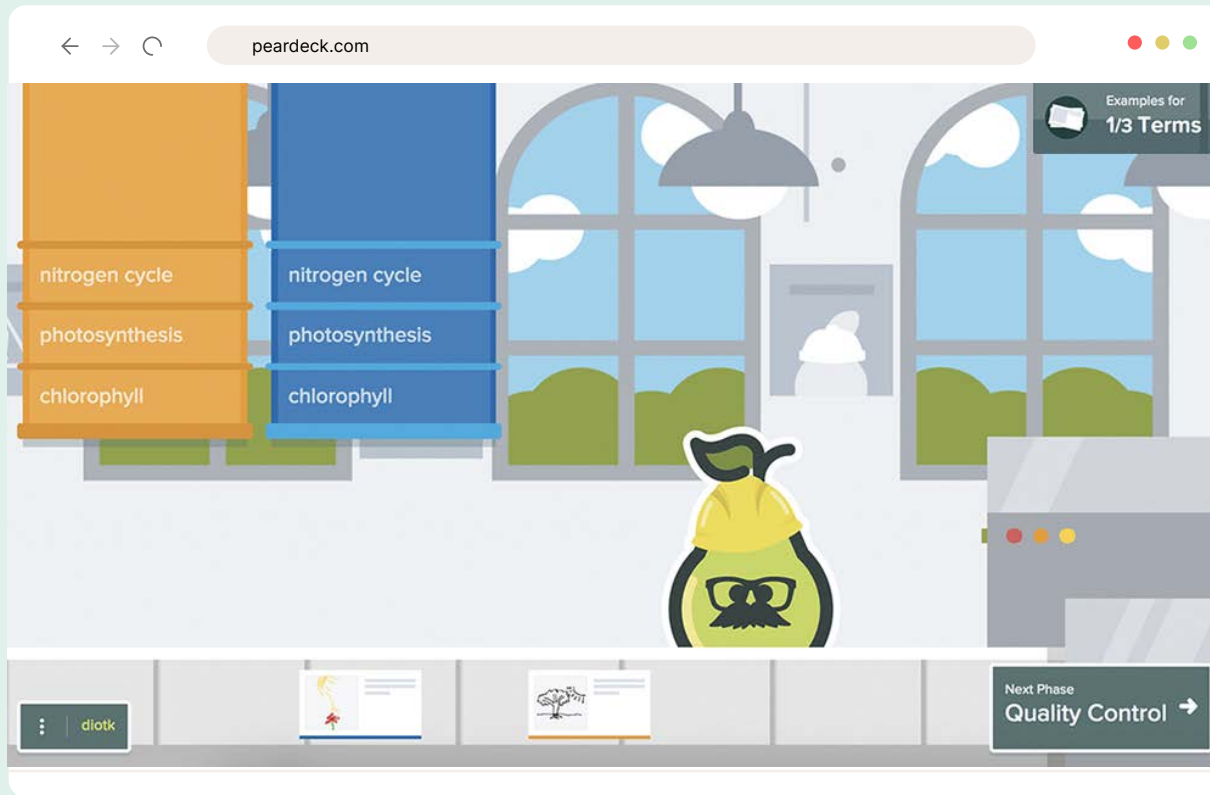 peardeck.com
Examples for
1/3 Terms
nitrogen cycle
photosynthesis
chlorophyll
nitrogen cycle
photosynthesis
chlorophyll
diotk
Next Phase
Quality Control